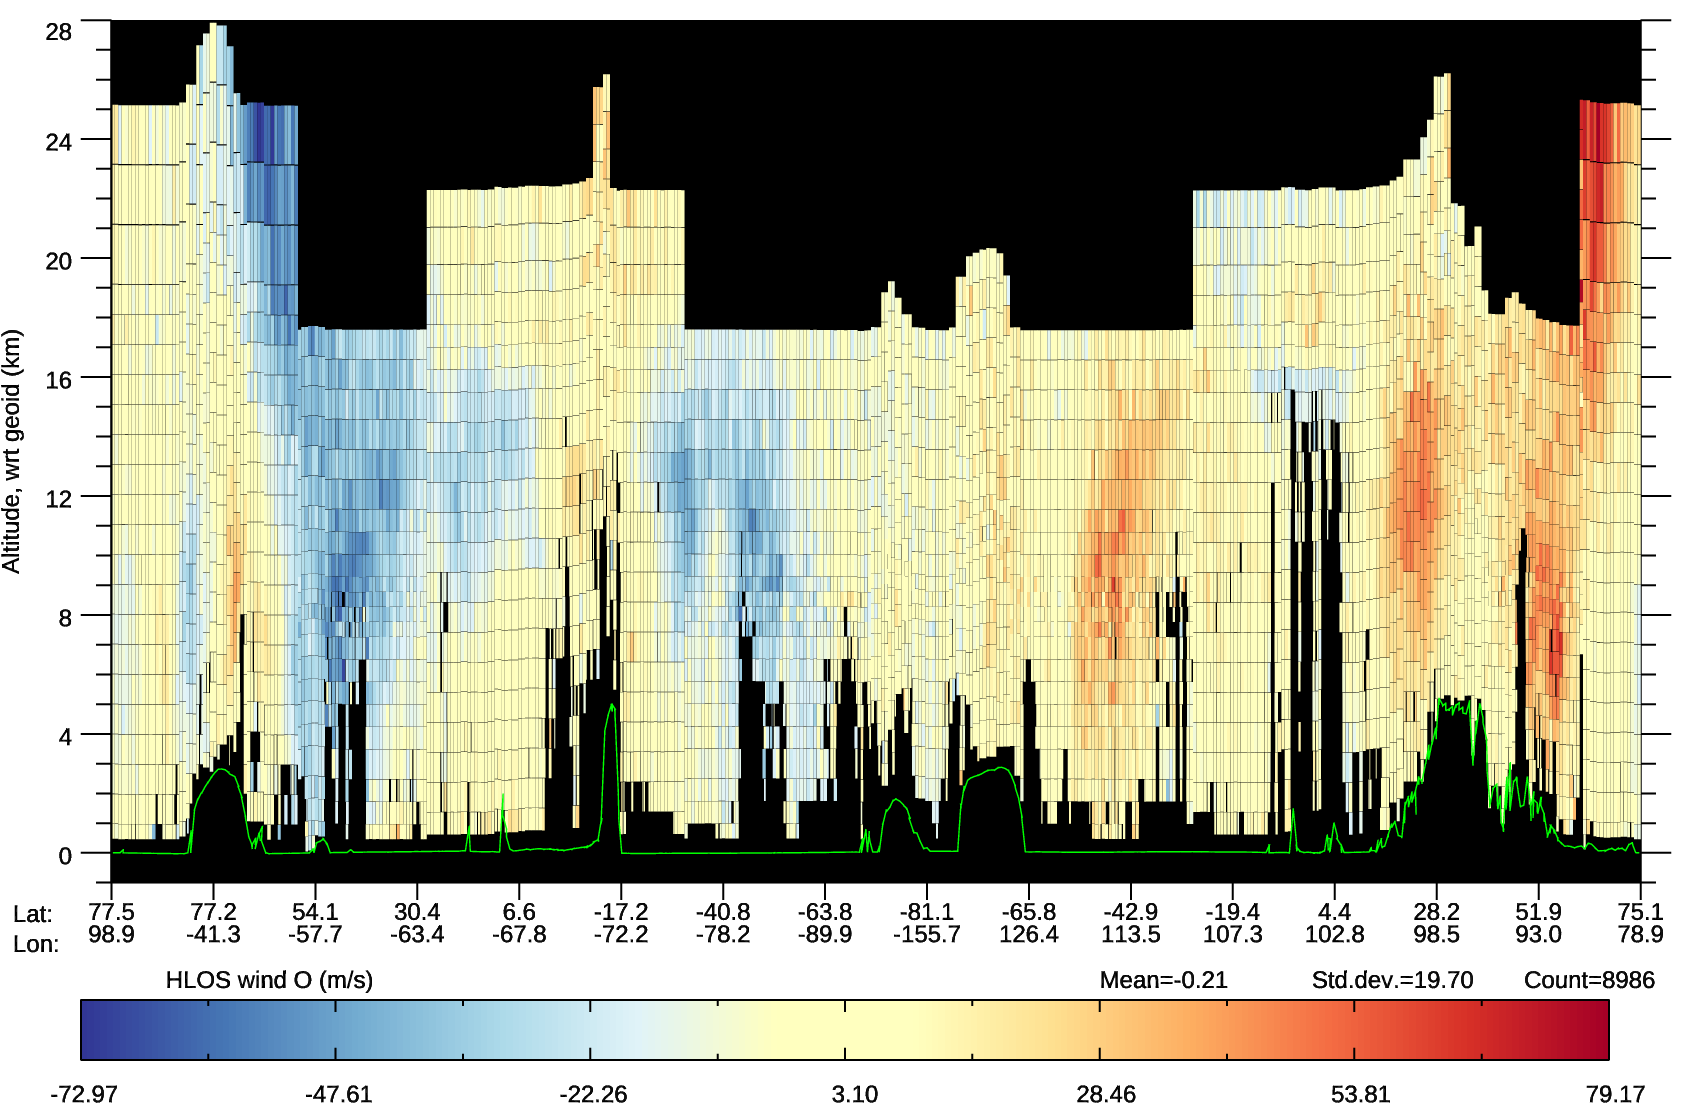 28
24
20
16
12
8
4
0
Altitude, wrt geoid (km)
Lat: 77.5 77.2 54.1 30.4 6.6 -17.2 -40.8 -63.8 -81.1 -65.8 -42.9 -19.4 4.4 28.2 51.9 75.1
Lon: 98.9 -41.3 -57.7 -63.4 -67.8 -72.2 -78.2 -89.9 -155.7 126.4 113.5 107.3 102.8 98.5 93.0 78.9
HLOS wind O (m/s) Mean=-0.21 Std.dev.=19.70 Count=8986
-72.97 -47.61 -22.26 3.10 28.46 53.81 79.17